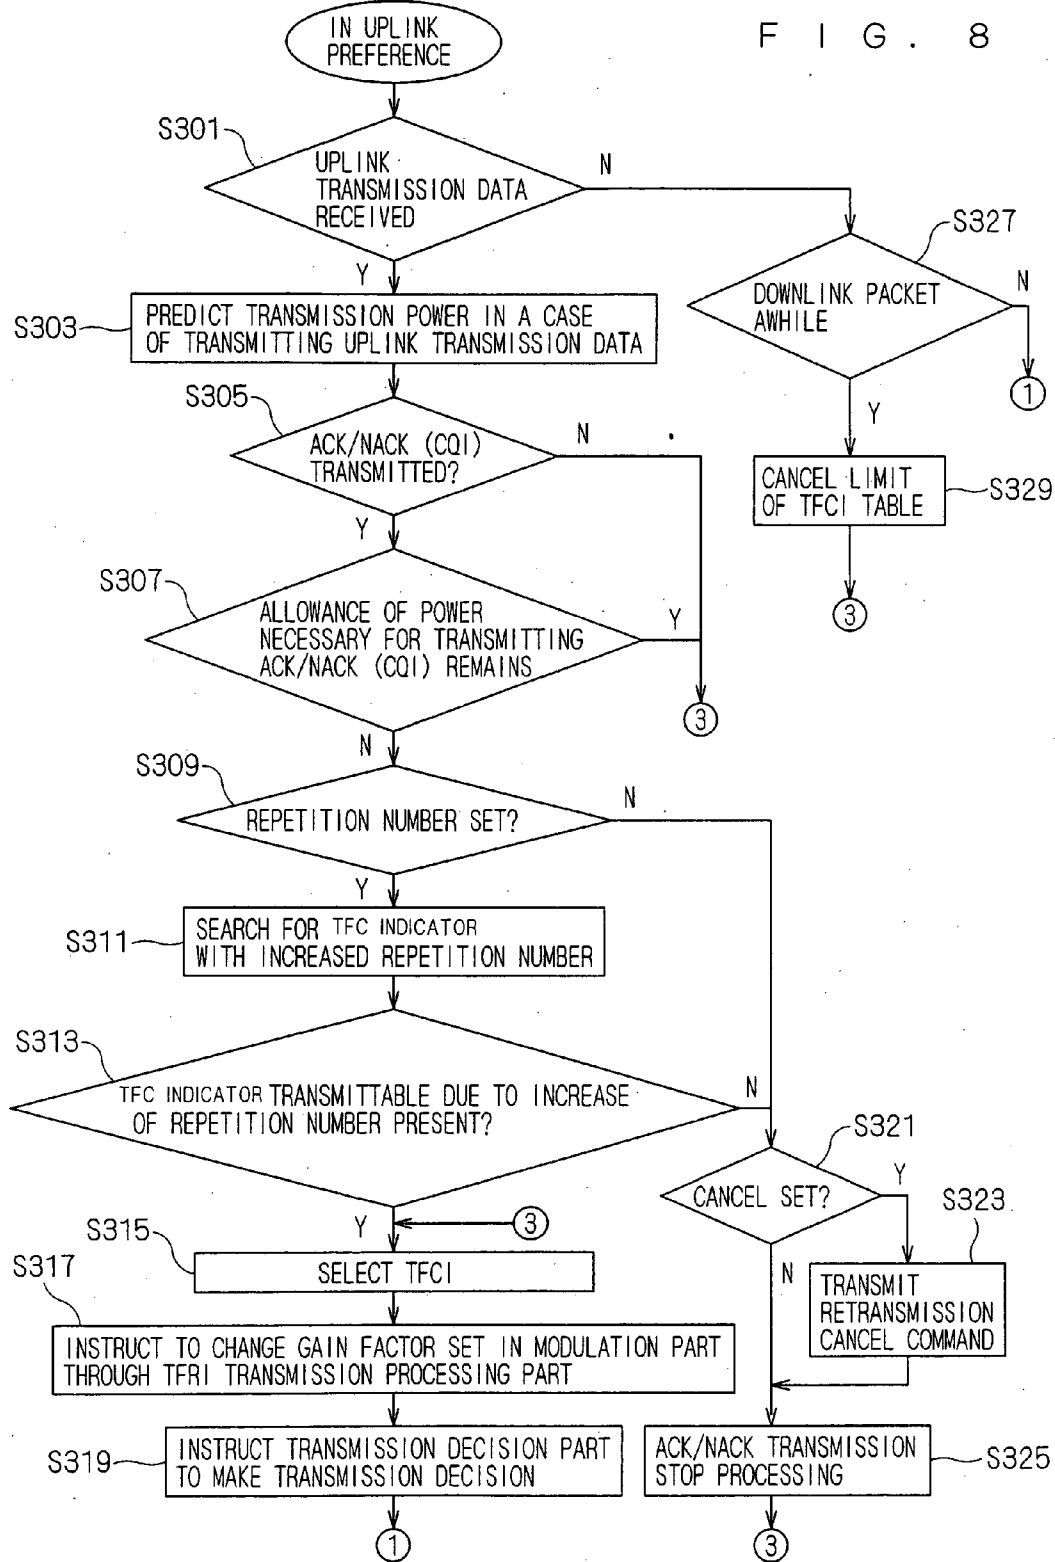 IN UPLINK
PREFERENCE
FIG. 8
S301
UPLINK
TRANSMISSION DATA
RECEIVED
N
Y
S327
DOWNLINK PACKET
AWHILE
N
1
Y
S303
PREDICT TRANSMISSION POWER IN A CASE
OF TRANSMITTING UPLINK TRANSMISSION DATA
S305
ACK/NACK (CQI)
TRANSMITTED?
N
Y
CANCEL LIMIT
OF TFCI TABLE
S329
3
S307
ALLOWANCE OF POWER
NECESSARY FOR TRANSMITTING
ACK/NACK (CQI) REMAINS
Y
3
N
S309
REPETITION NUMBER SET?
N
Y
S311
SEARCH FOR TFC INDICATOR
WITH INCREASED REPETITION NUMBER
S313
TFC INDICATOR TRANSMITTABLE DUE TO INCREASE
OF REPETITION NUMBER PRESENT?
N
Y
3
S321
CANCEL SET?
Y
N
S323
TRANSMIT
RETRANSMISSION
CANCEL COMMAND
S315
SELECT TFCI
S317
INSTRUCT TO CHANGE GAIN FACTOR SET IN MODULATION PART
THROUGH TFRI TRANSMISSION PROCESSING PART
S319
INSTRUCT TRANSMISSION DECISION PART
TO MAKE TRANSMISSION DECISION
1
ACK/NACK TRANSMISSION
STOP PROCESSING
S325
3